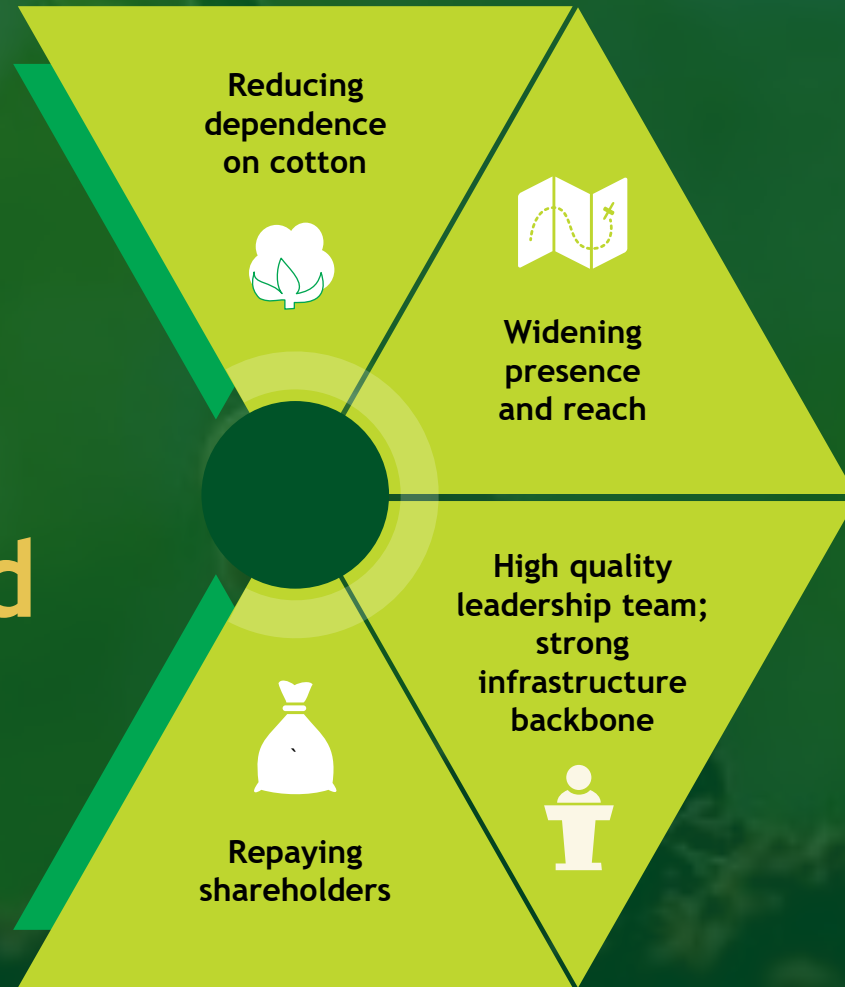 Reducing
dependence
on cotton
Widening
presence
and reach
d
High quality
leadership team;
strong
infrastructure
backbone
`
Repaying
shareholders